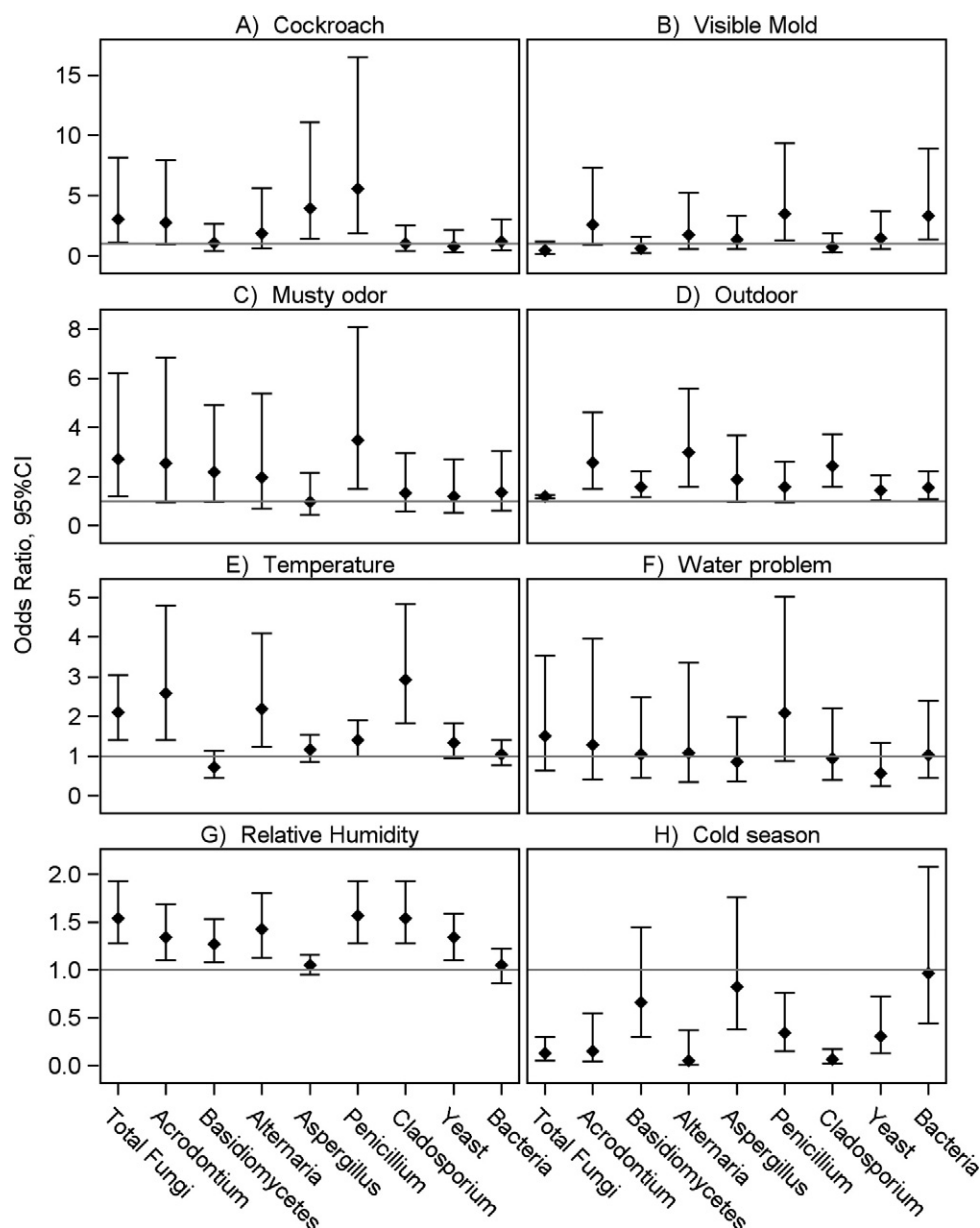 A) Cockroach
B) Visible Mold
15
10
5
0
C) Musty odor
D) Outdoor
8
6
4
2
0
Odds Ratio, 95%CI
E) Temperature
F) Water problem
5
4
3
2
1
0
G) Relative Humidity
H) Cold season
2.0
1.5
1.0
0.5
0.0
Total Fungi
Acrodontium
Basidiomycetes
Alternaria
Aspergillus
Penicillium
Cladosporium
Yeast
Bacteria
Total Fungi
Acrodontium
Basidiomycetes
Alternaria
Aspergillus
Penicillium
Cladosporium
Yeast
Bacteria